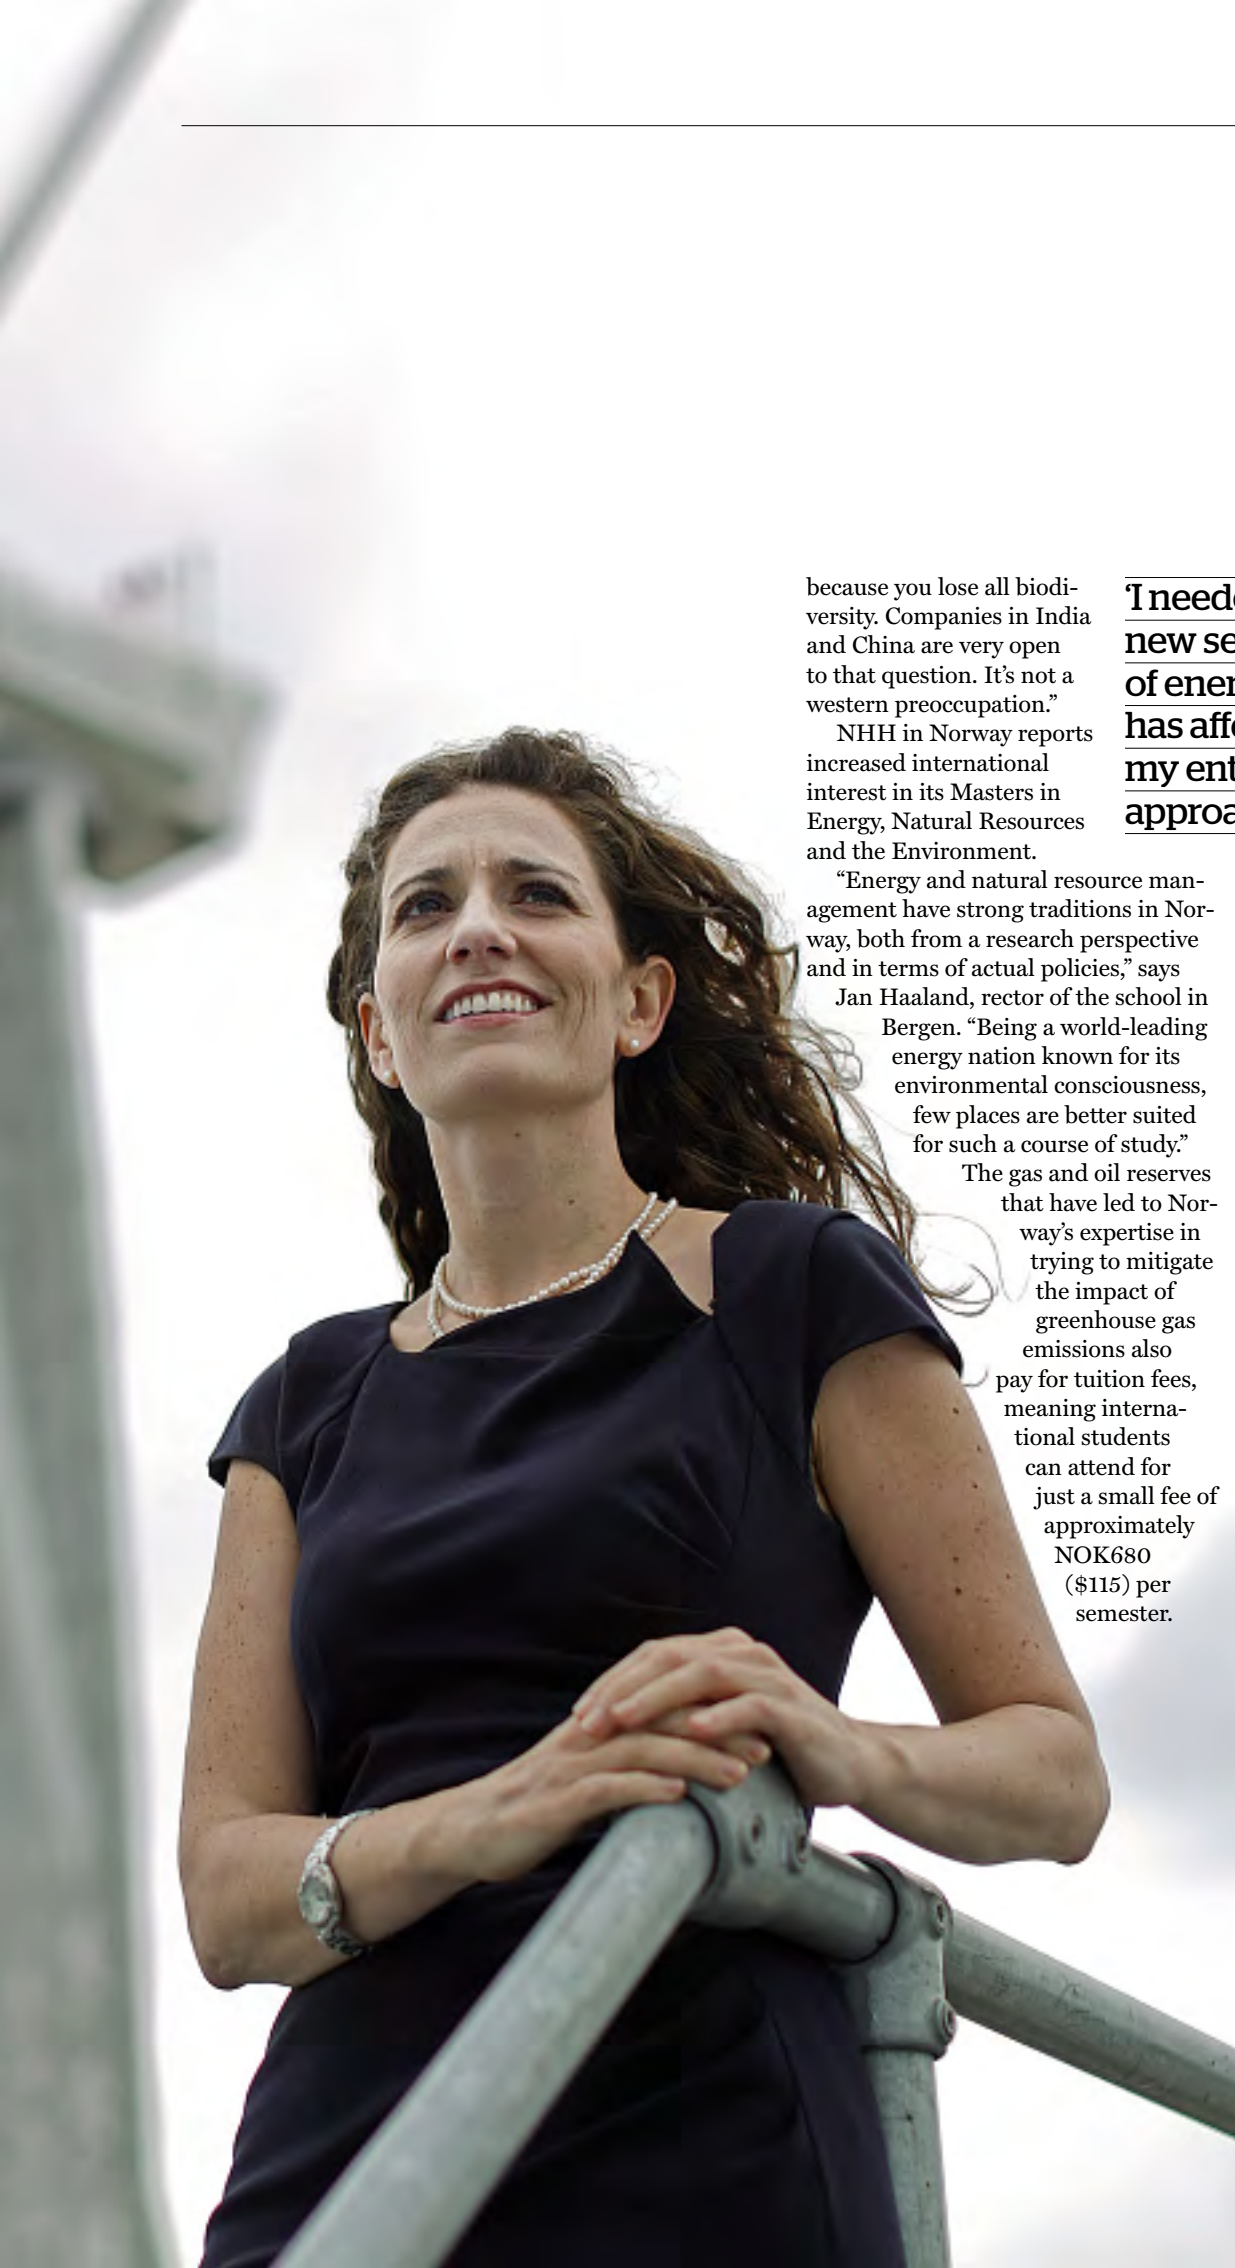 because you lose all biodi-
versity. Companies in India
and China are very open
to that question. It’s not a
western preoccupation.”
NHH in Norway reports
increased international
interest in its Masters in
Energy, Natural Resources
and the Environment.
“Energy and natural resource man-
agement have strong traditions in Nor-
way, both from a research perspective
and in terms of actual policies,” says
Jan Haaland, rector of the school in
Bergen. “Being a world-leading
energy nation known for its
environmental consciousness,
few places are better suited
for such a course of study.”
The gas and oil reserves
that have led to Nor-
way’s expertise in
trying to mitigate
the impact of
greenhouse gas
emissions also
pay for tuition fees,
meaning interna-
tional students
can attend for
just a small fee of
approximately
NOK680
($115) per
semester.
‘I
new
of
has
my